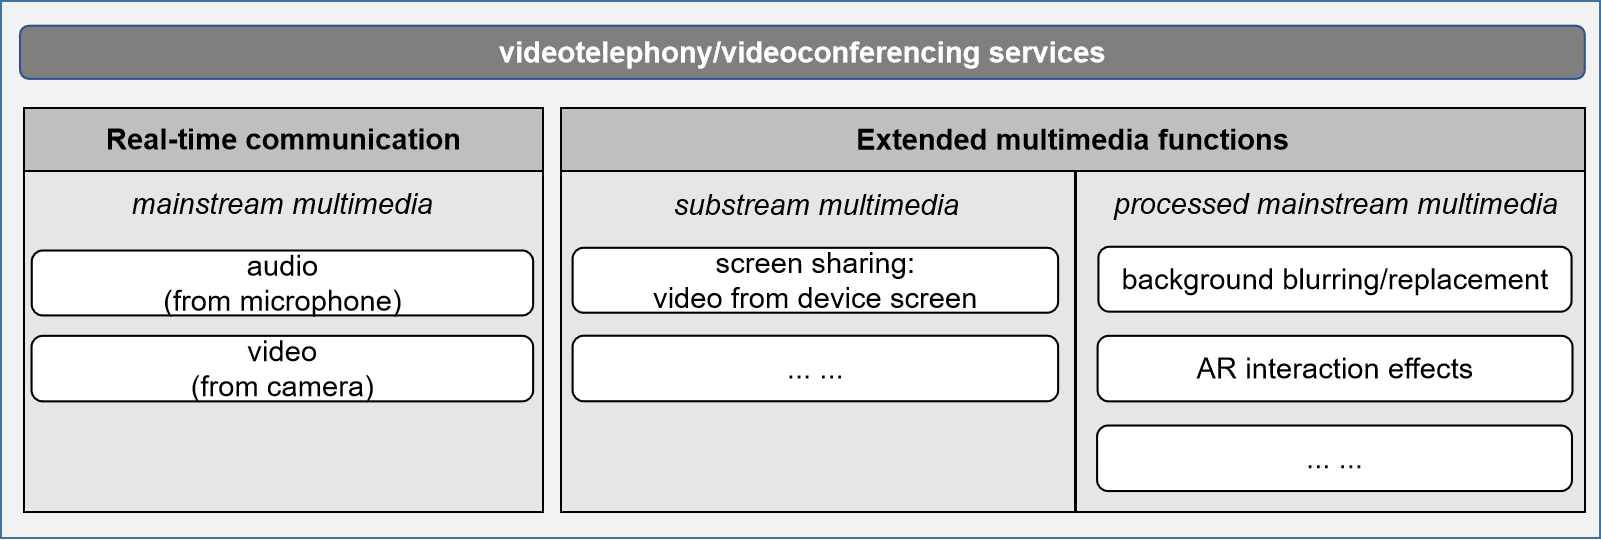 videotelephony/videoconferencing services
Real-time communication
mainstream multimedia
audio
(from microphone)
video
(from camera)
Extended multimedia functions
substream multimedia
screen sharing:
video from device screen
... ...
processed mainstream multimedia
background blurring/replacement
AR interaction effects
... ...